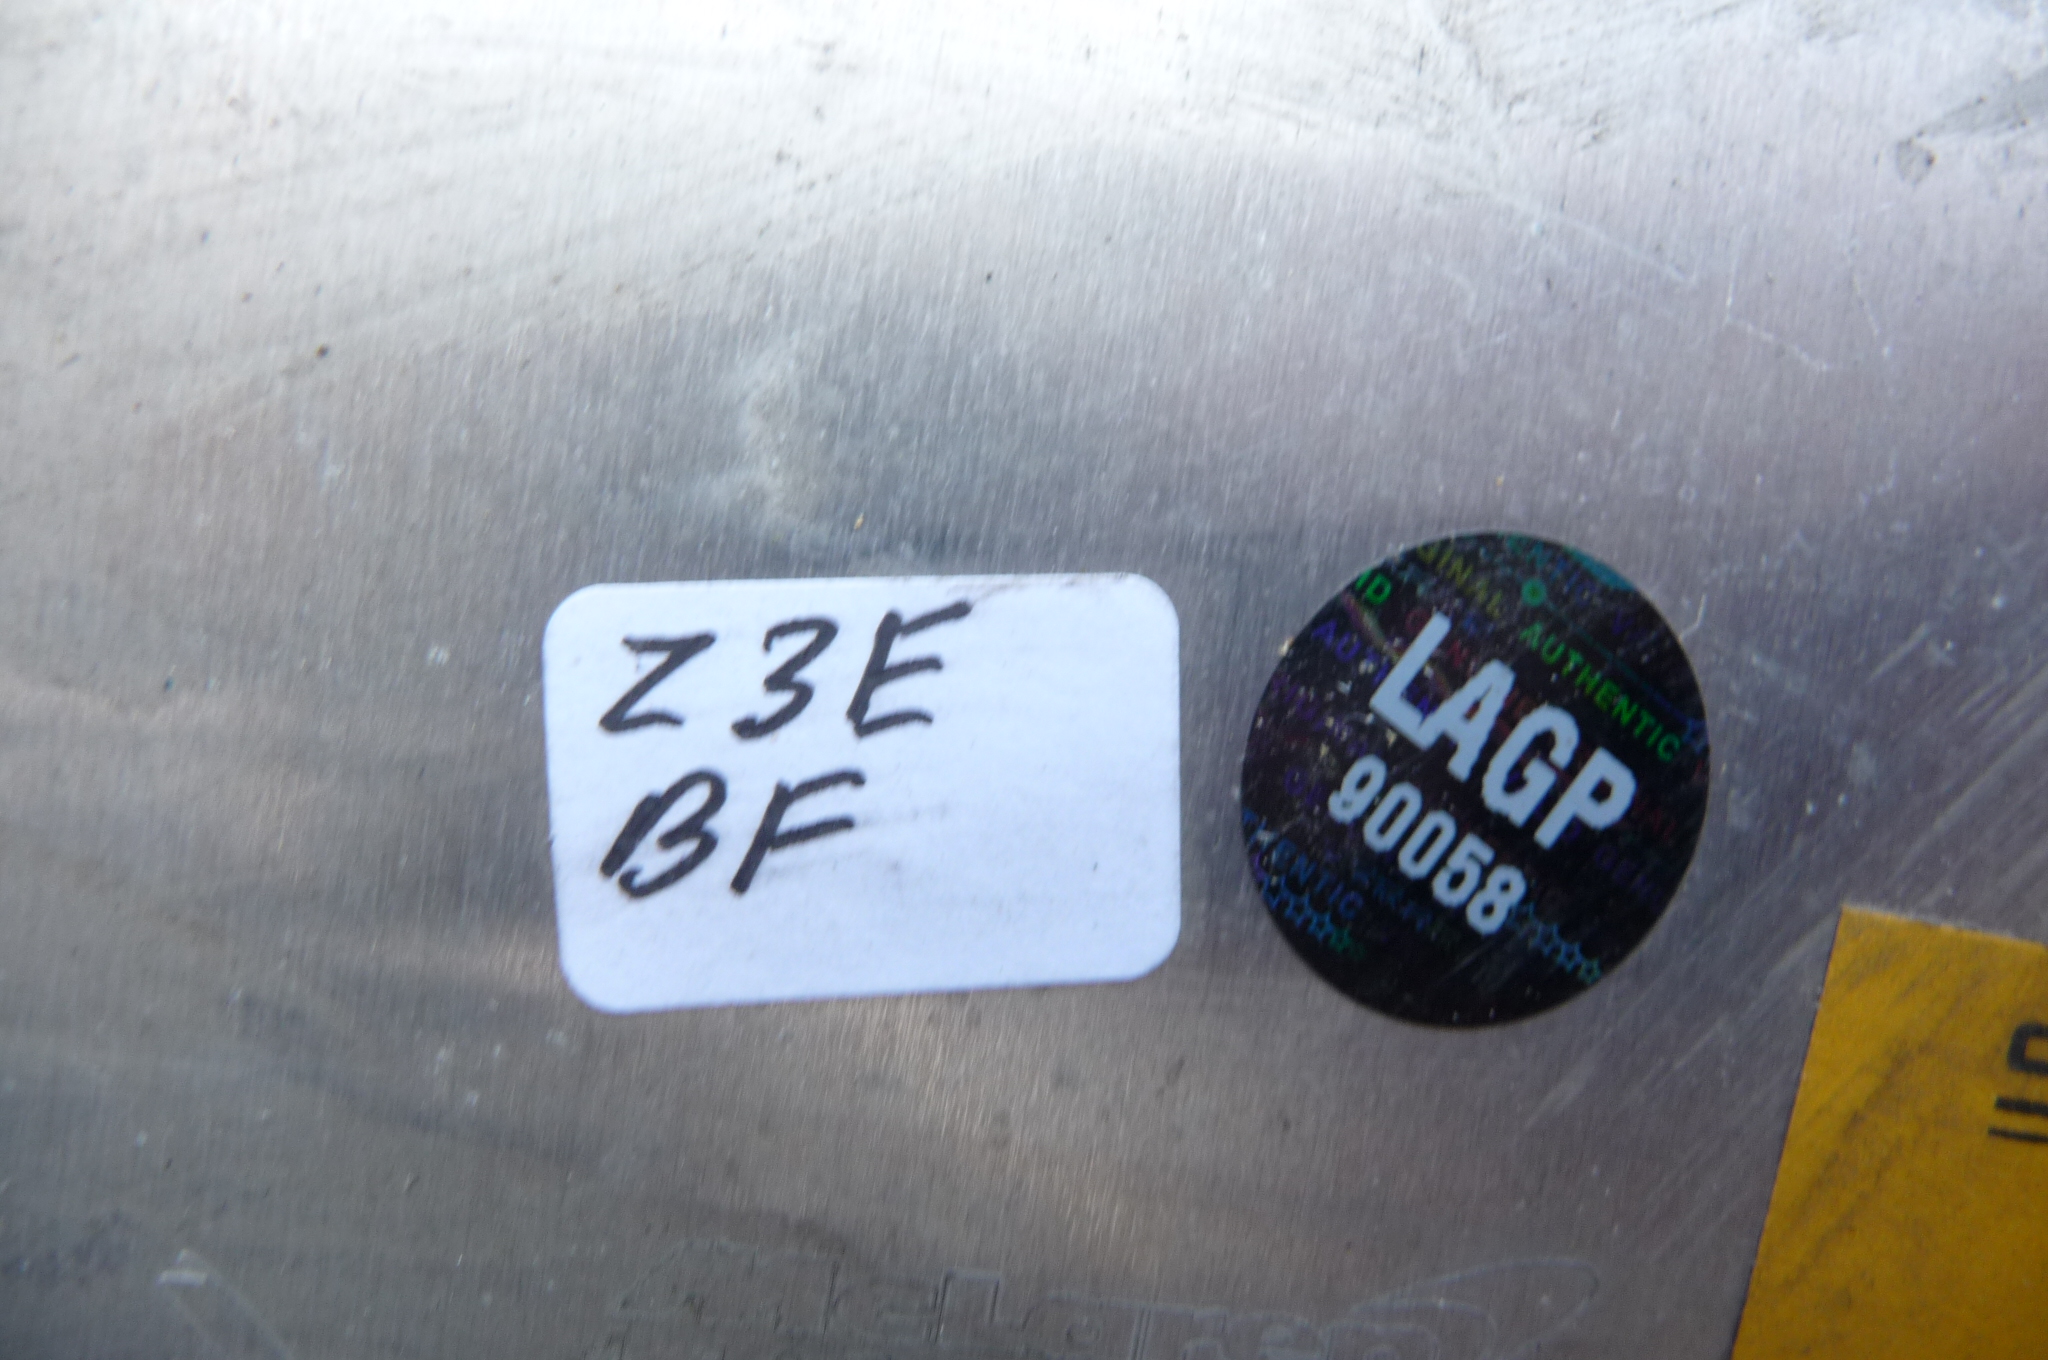 Z3E
BF
AUTHENTIC
LAGP
90058